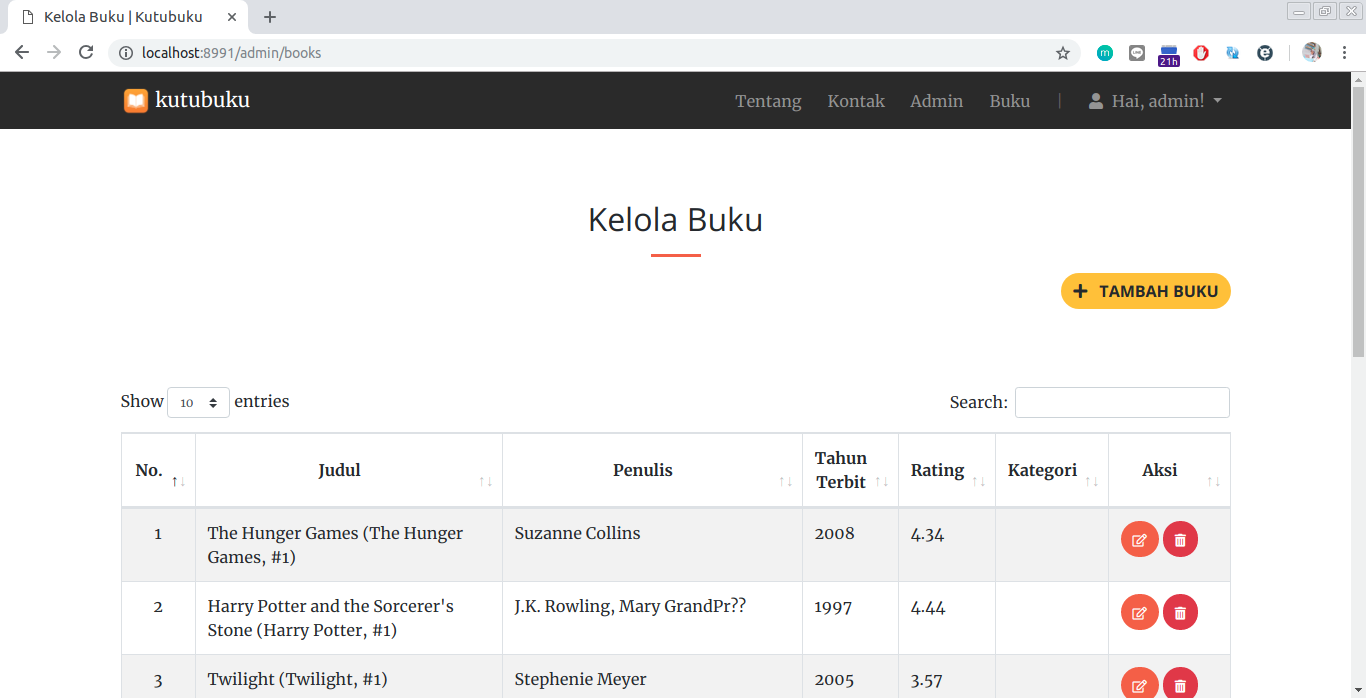 Kelola Buku | Kutubuku
localhost:8991/admin/books
21h
kutubuku
Tentang Kontak Admin Buku | Hai, admin!
Kelola Buku
TAMBAH BUKU
Show 10 entries
Search:
No. Judul Penulis Tahun Terbit Rating Kategori Aksi
1 The Hunger Games (The Hunger Games, #1) Suzanne Collins 2008 4.34
2 Harry Potter and the Sorcerer's Stone (Harry Potter, #1) J.K. Rowling, Mary GrandPr?? 1997 4.44
3 Twilight (Twilight, #1) Stephenie Meyer 2005 3.57